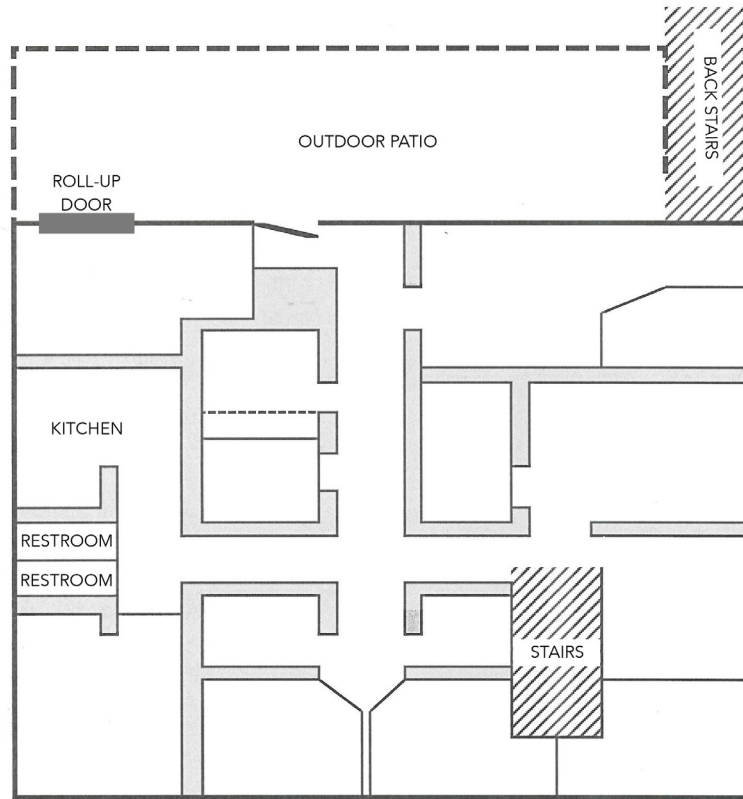 BACK STAIRS
OUTDOOR PATIO
ROLL-UP
DOOR
KITCHEN
RESTROOM
RESTROOM
STAIRS